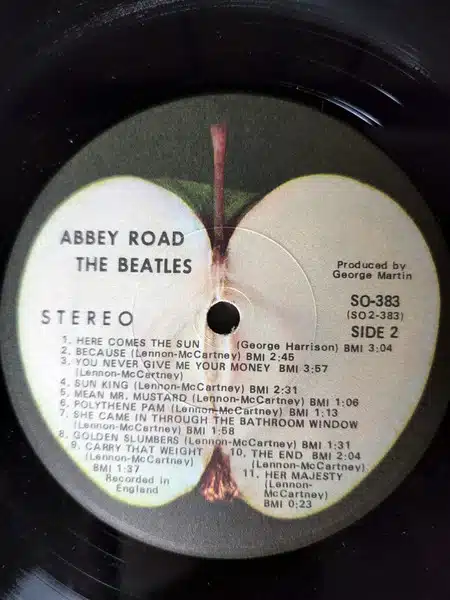 ABBEY ROAD
THE BEATLES
STEREO
Produced by
George Martin
SO-383
(SO 2-383)
SIDE 2
1. HERE COMES THE SUN (George Harrison) BMI 3:04
2. BECAUSE (Lennon-McCartney) BMI 2:45
3. YOU NEVER GIVE ME YOUR MONEY BMI 3:57
(Lennon-McCartney)
4. SUN KING (Lennon-McCartney) BMI 2:31
5. MEAN MR. MUSTARD (Lennon-McCartney) BMI 1:06
6. POLYTHENE PAM (Lennon-McCartney) BMI 1:13
7. SHE CAME IN THROUGH THE BATHROOM WINDOW
(Lennon-McCartney) BMI 1:58
8. GOLDEN SLUMBERS (Lennon-McCartney) BMI 1:31
9. CARRY THAT WEIGHT
(Lennon-McCartney)
BMI 1:37
10. THE END BMI 2:04
(Lennon-McCartney)
11. HER MAJESTY
(Lennon-
McCartney)
BMI 0:23
Recorded in
England